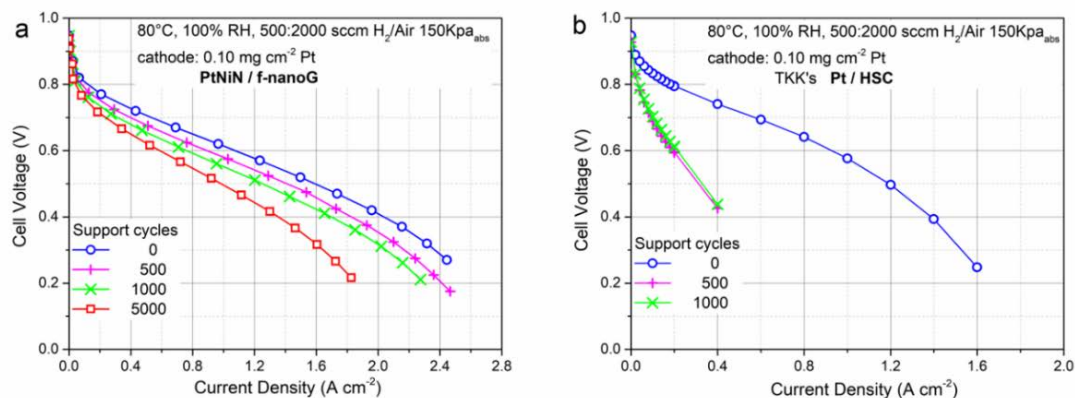 a
80°C, 100% RH, 500:2000 sccm H₂/Air 150Kpaabs
cathode: 0.10 mg cm⁻² Pt
PtNiN / f-nanoG
Cell Voltage (V)
1.0
0.8
0.6
0.4
0.2
0.0
Support cycles
0
500
1000
5000
0.0 0.4 0.8 1.2 1.6 2.0 2.4 2.8
Current Density (A cm⁻²)
b
80°C, 100% RH, 500:2000 sccm H₂/Air 150Kpaabs
cathode: 0.10 mg cm⁻² Pt
TKK's Pt / HSC
Cell Voltage (V)
1.0
0.8
0.6
0.4
0.2
0.0
Support cycles
0
500
1000
0.0 0.4 0.8 1.2 1.6 2.0
Current Density (A cm⁻²)